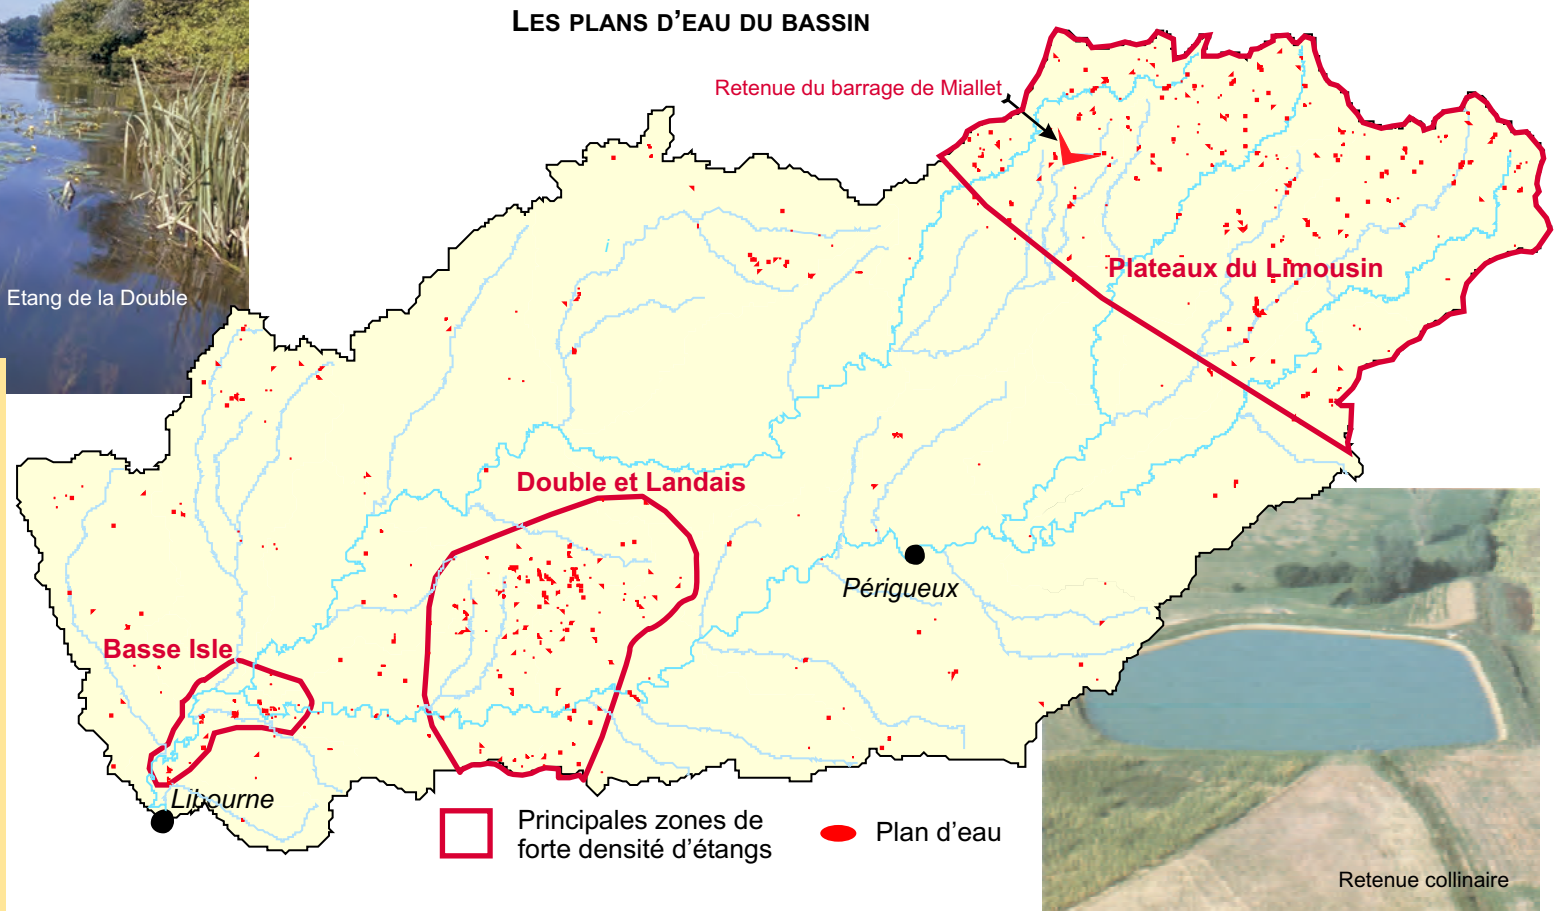 LES PLANS D'EAU DU BASSIN
Retenue du barrage de Miallet
Etang de la Double
Plateaux du Limousin
Double et Landais
Périgueux
Basse Isle
Libourne
Principales zones de
forte densité d'étangs
Plan d'eau
Retenue collinaire